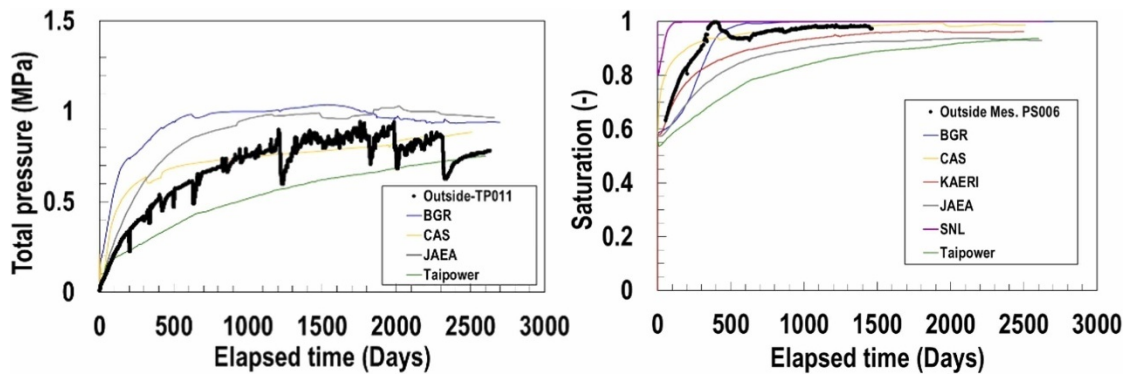 Total pressure (MPa)
1.5
1
0.5
0
0 500 1000 1500 2000 2500 3000
Elapsed time (Days)
Outside-TP011
BGR
CAS
JAEA
Taipower
Saturation (-)
1
0.8
0.6
0.4
0.2
0
0 500 1000 1500 2000 2500 3000
Elapsed time (Days)
Outside Mes. PS006
BGR
CAS
KAERI
JAEA
SNL
Taipower